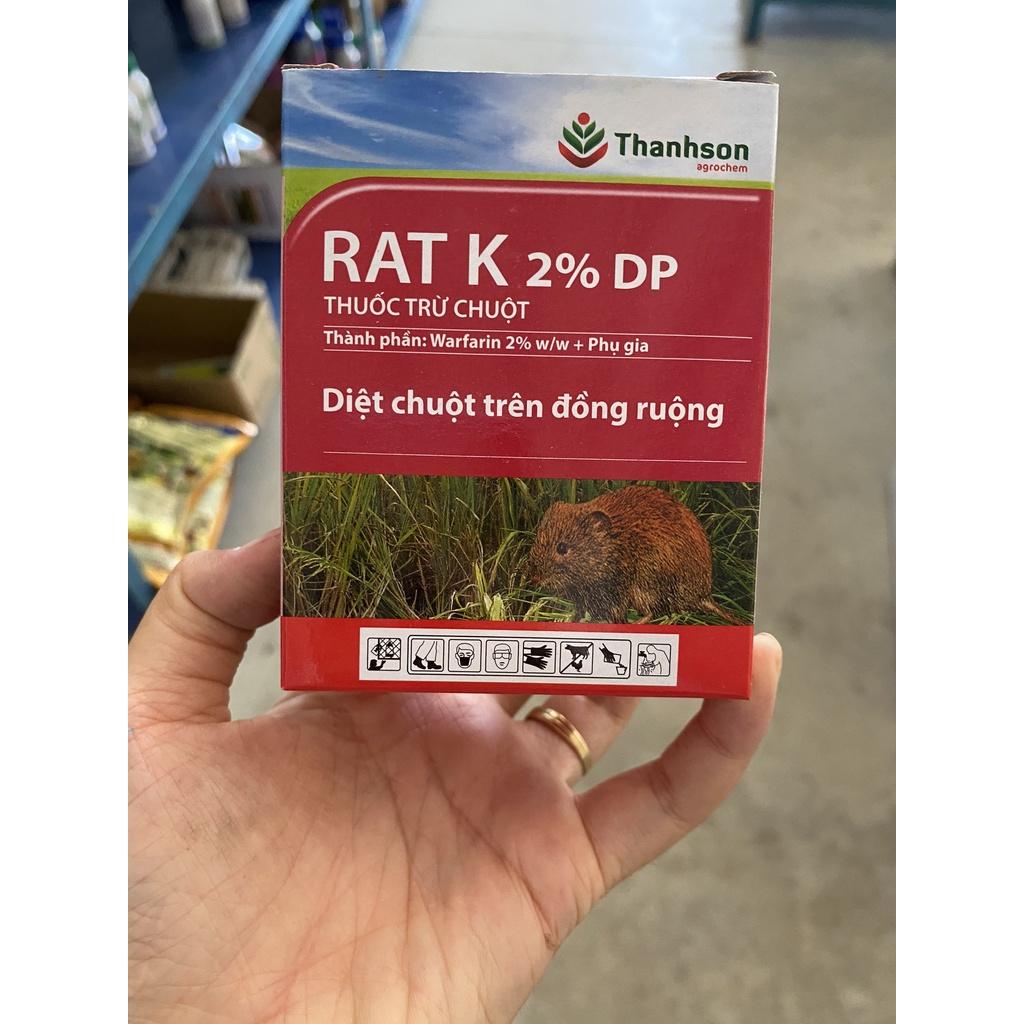 Thanhson
agrochem
RAT K 2% DP
THUỐC TRỪ CHUỘT
Thành phần: Warfarin 2% w/w + Phụ gia
Diệt chuột trên đồng ruộng